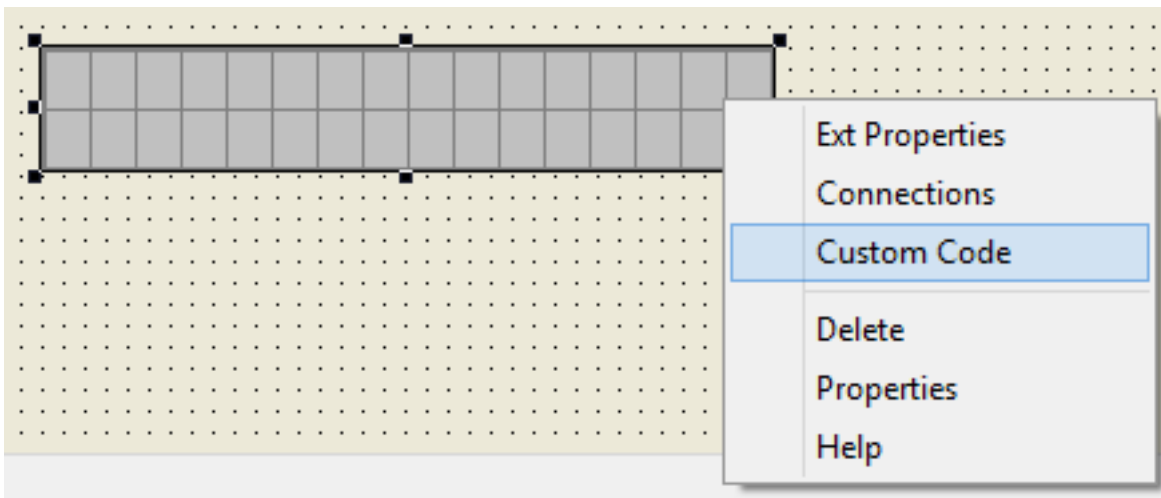 Ext Properties
Connections
Custom Code
Delete
Properties
Help